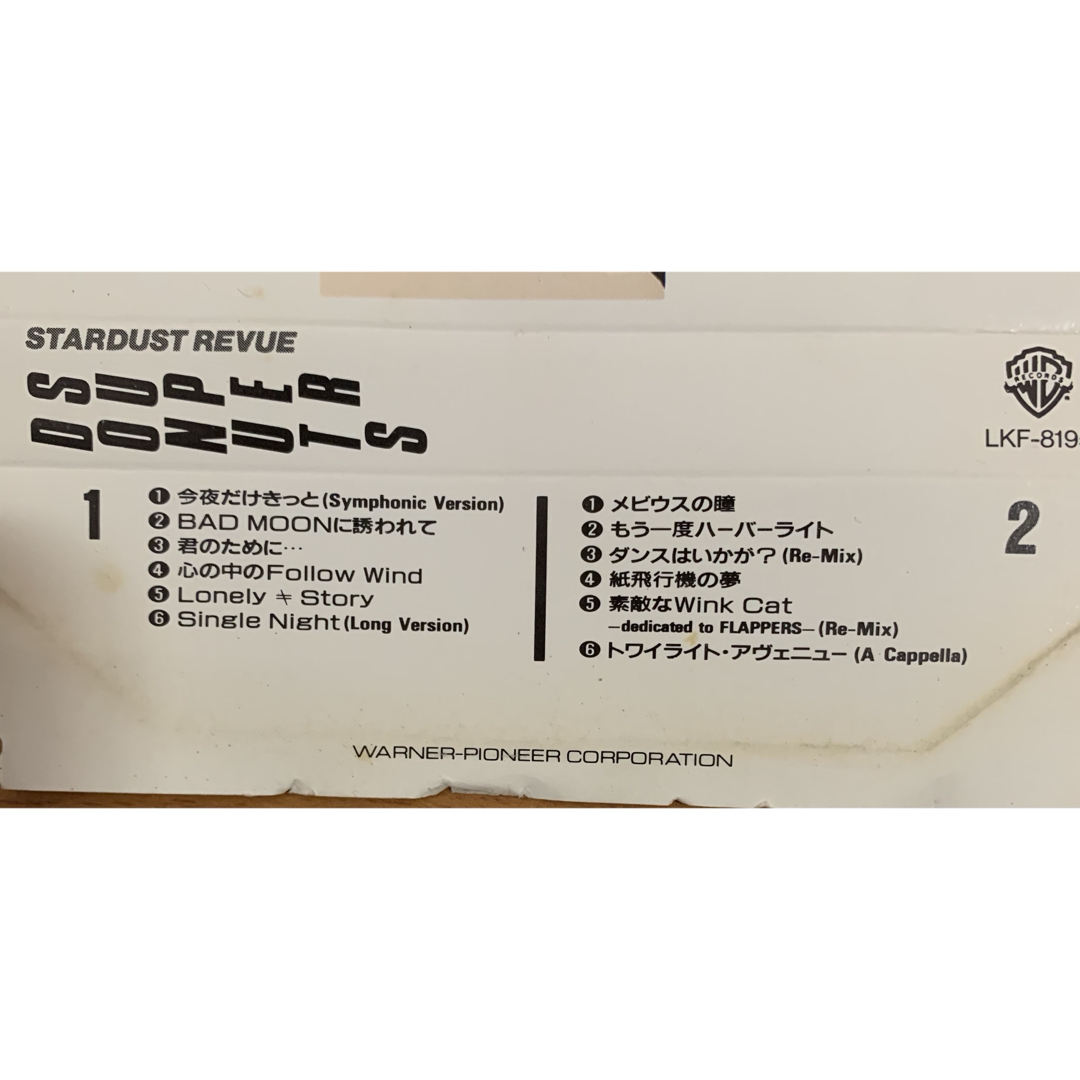 STARDUST REVUE
SUPER
DONUTS
WB
RECORDS
LKF-819
1
❶ 今夜だけきっと(Symphonic Version)
❷ BAD MOONに誘われて
❸ 君のために…
❹ 心の中のFollow Wind
❺ Lonely キ Story
❻ Single Night(Long Version)
2
❶ メビウスの瞳
❷ もう一度ハーバーライト
❸ ダンスはいかが？(Re-Mix)
❹ 紙飛行機の夢
❺ 素敵なWink Cat
—dedicated to FLAPPERS—(Re-Mix)
❻ トワイライト・アヴェニュー (A Cappella)
WARNER-PIONEER CORPORATION